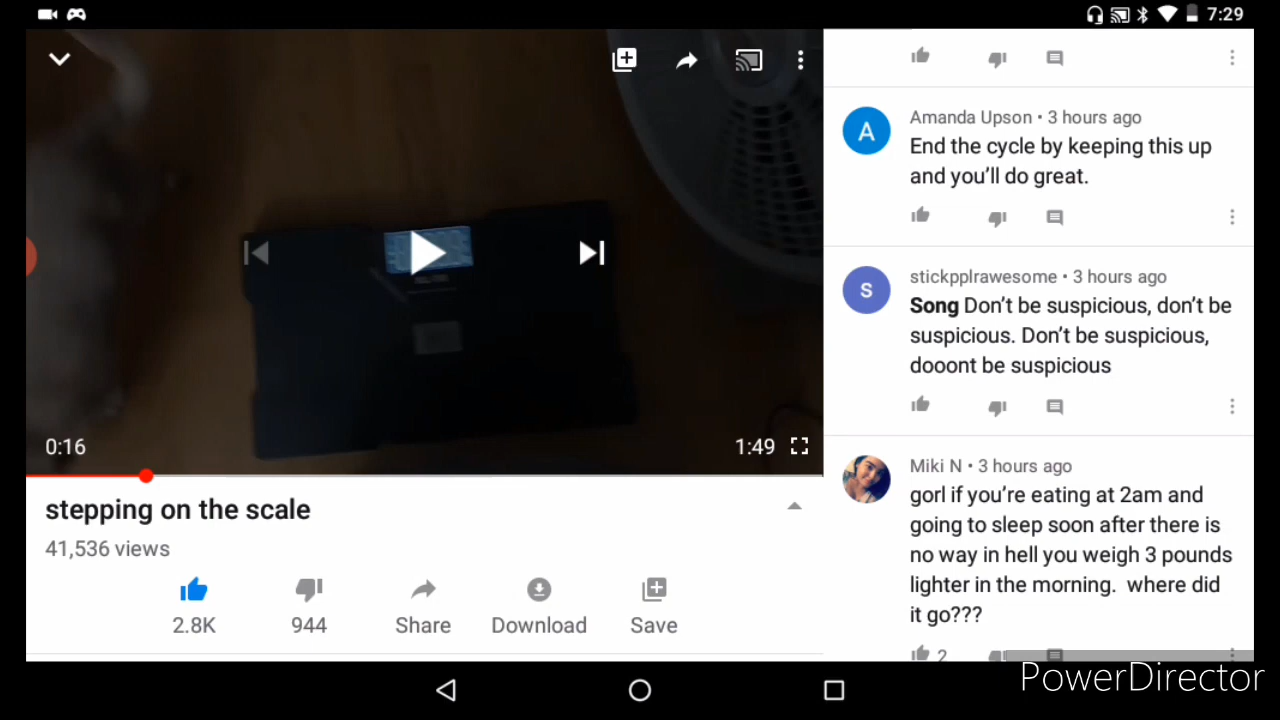 7:29
0:16
1:49
stepping on the scale
41,536 views
2.8K
944
Share
Download
Save
A
Amanda Upson • 3 hours ago
End the cycle by keeping this up
and you'll do great.
s
stickpplrawesome • 3 hours ago
Song Don't be suspicious, don't be
suspicious. Don't be suspicious,
dooont be suspicious
Miki N • 3 hours ago
gorl if you're eating at 2am and
going to sleep soon after there is
no way in hell you weigh 3 pounds
lighter in the morning.  where did
it go???
2
PowerDirector